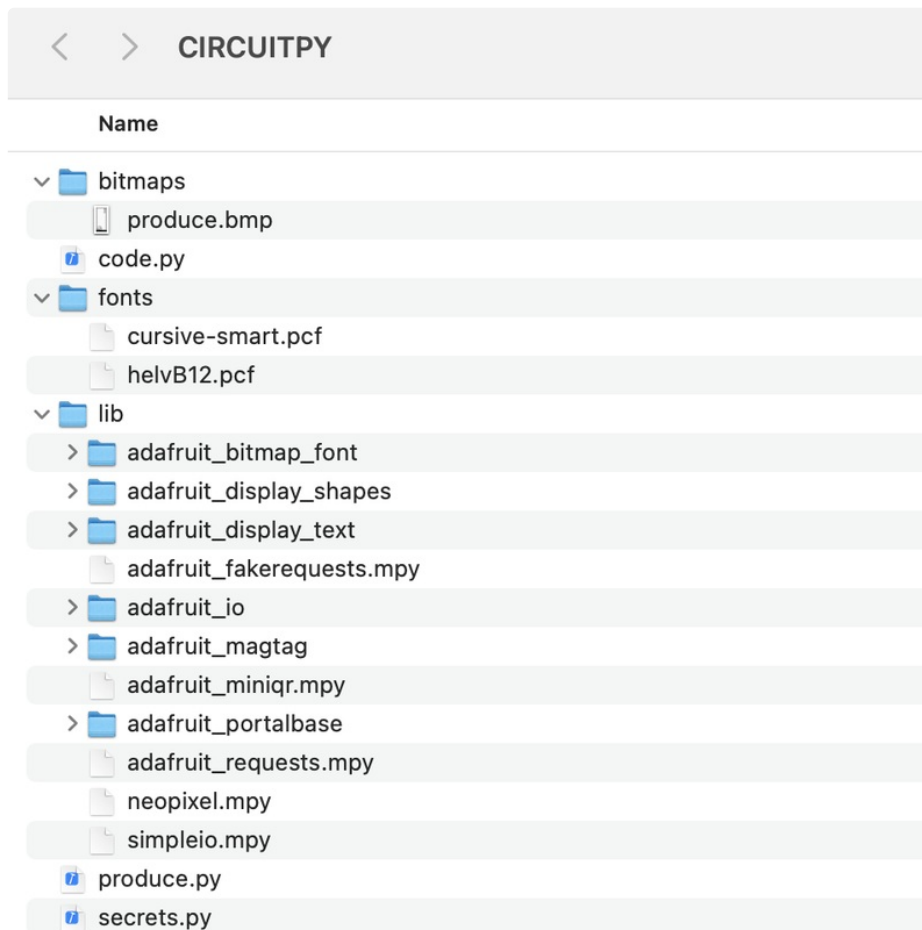 CIRCUITPY
Name
bitmaps
produce.bmp
code.py
fonts
cursive-smart.pcf
helvB12.pcf
lib
adafruit_bitmap_font
adafruit_display_shapes
adafruit_display_text
adafruit_fakerequests.mpy
adafruit_io
adafruit_magtag
adafruit_miniqr.mpy
adafruit_portalbase
adafruit_requests.mpy
neopixel.mpy
simpleio.mpy
produce.py
secrets.py